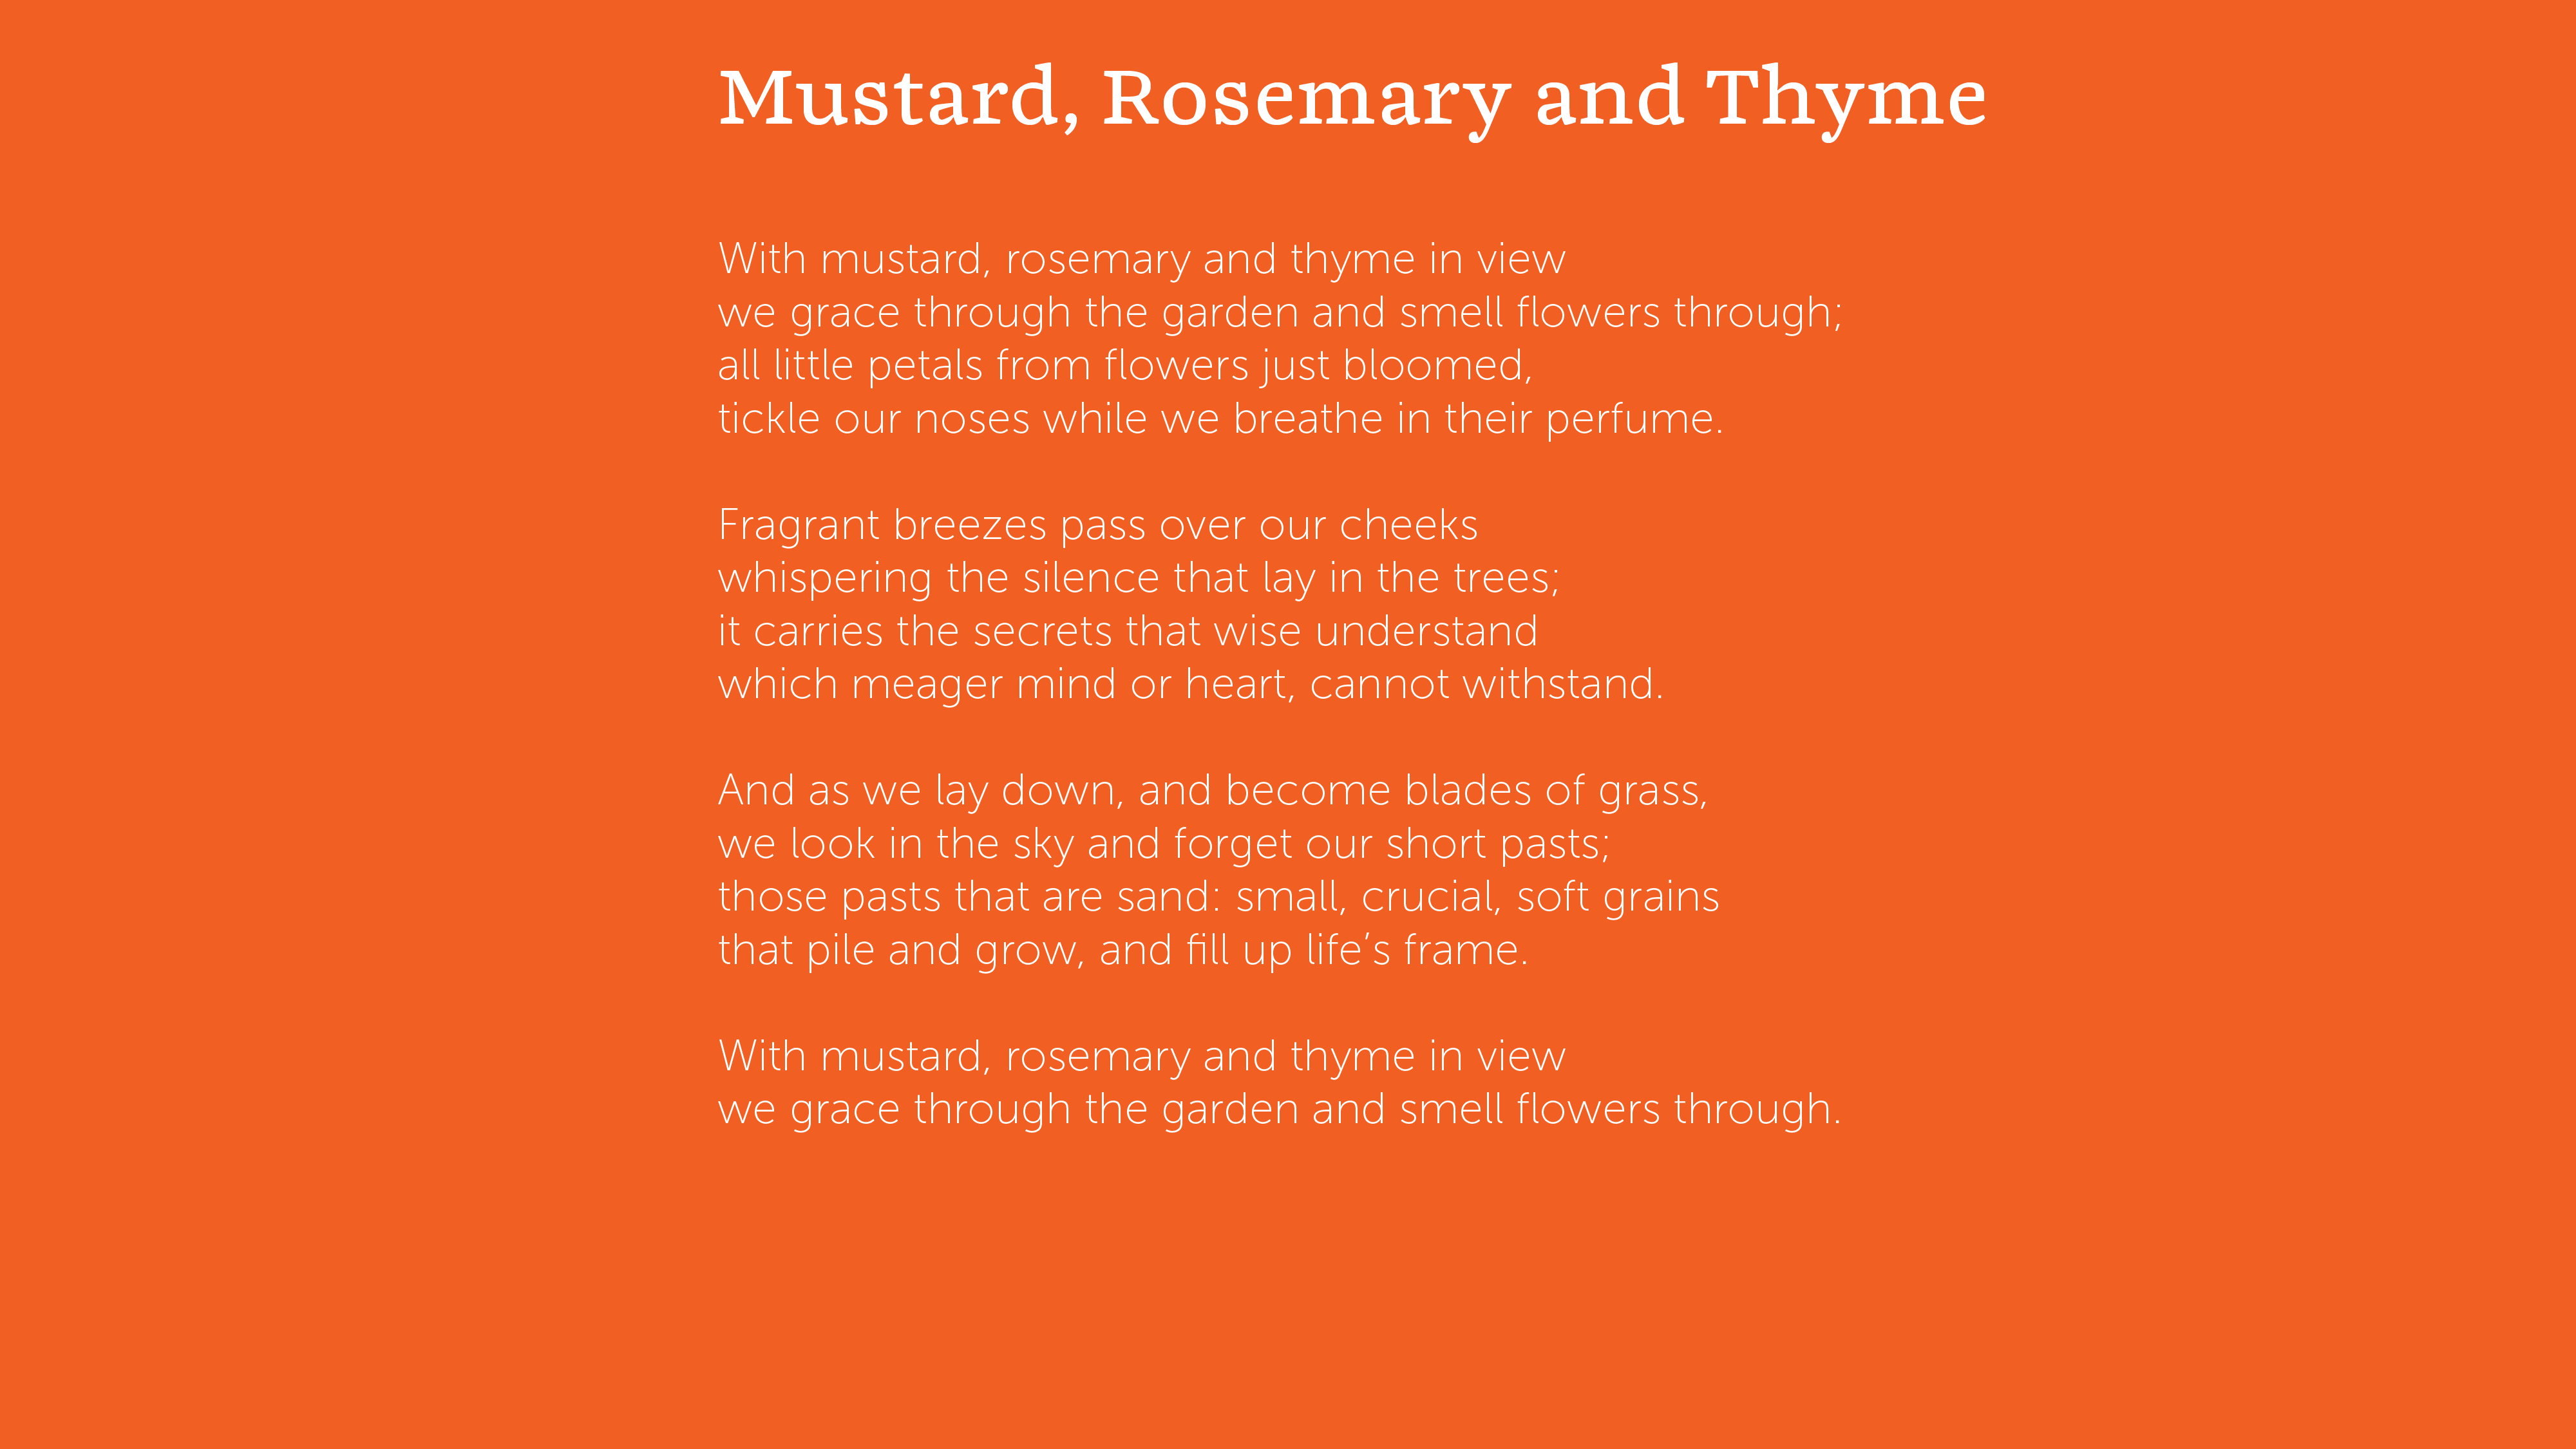 Mustard, Rosemary and Thyme
With mustard, rosemary and thyme in view
we grace through the garden and smell flowers through;
all little petals from flowers just bloomed,
tickle our noses while we breathe in their perfume.
Fragrant breezes pass over our cheeks
whispering the silence that lay in the trees;
it carries the secrets that wise understand
which meager mind or heart, cannot withstand.
And as we lay down, and become blades of grass,
we look in the sky and forget our short pasts;
those pasts that are sand: small, crucial, soft grains
that pile and grow, and fill up life’s frame.
With mustard, rosemary and thyme in view
we grace through the garden and smell flowers through.